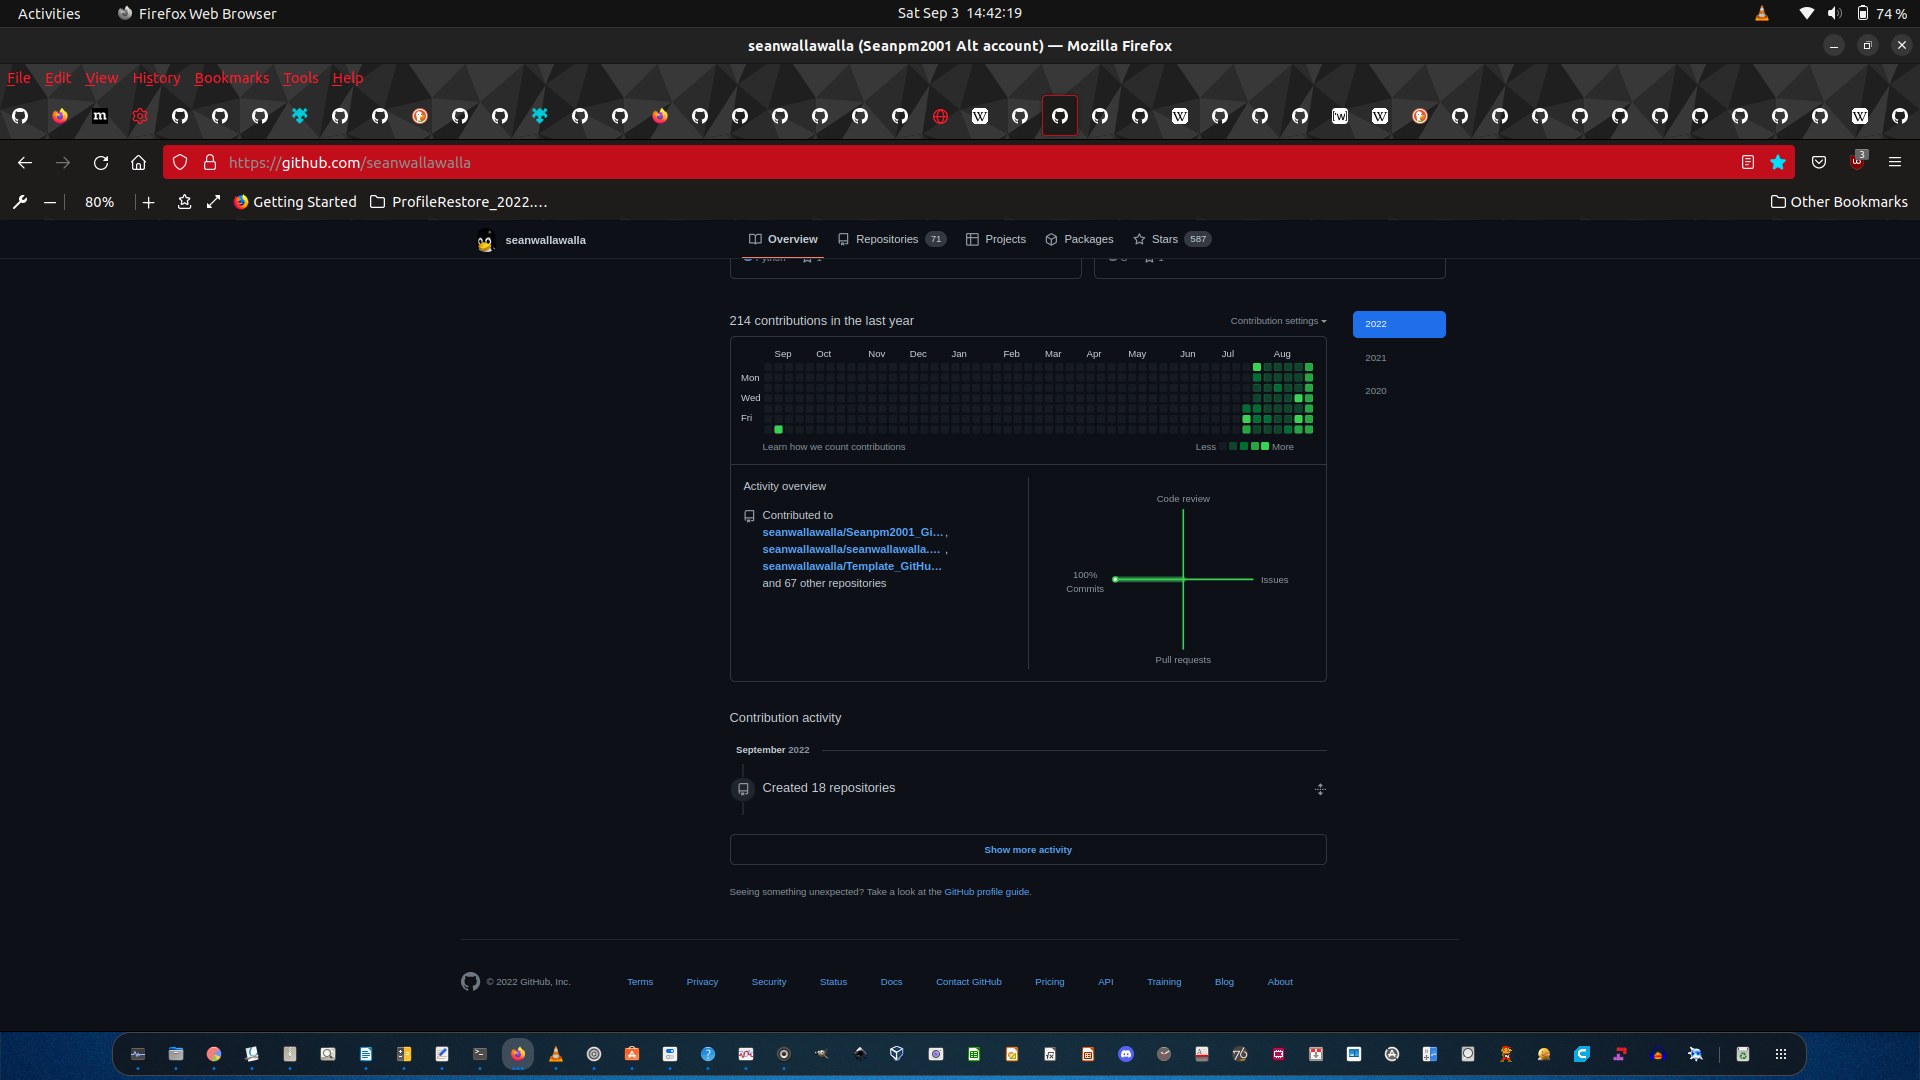 Activities Firefox Web Browser Sat Sep 3 14:42:19 74 %
seanwallawalla (Seanpm2001 Alt account) — Mozilla Firefox
File Edit View History Bookmarks Tools Help
https://github.com/seanwallawalla 3
80% Getting Started ProfileRestore_2022.… Other Bookmarks
seanwallawalla Overview Repositories 71 Projects Packages Stars 587
214 contributions in the last year Contribution settings 2022
2021
2020
Sep Oct Nov Dec Jan Feb Mar Apr May Jun Jul Aug
Mon
Wed
Fri
Learn how we count contributions Less More
Activity overview
Contributed to
seanwallawalla/Seanpm2001_Gi… ,
seanwallawalla/seanwallawalla.… ,
seanwallawalla/Template_GitHu…
and 67 other repositories
Code review
100%
Commits
Issues
Pull requests
Contribution activity
September 2022
Created 18 repositories
Show more activity
Seeing something unexpected? Take a look at the GitHub profile guide.
© 2022 GitHub, Inc. Terms Privacy Security Status Docs Contact GitHub Pricing API Training Blog About